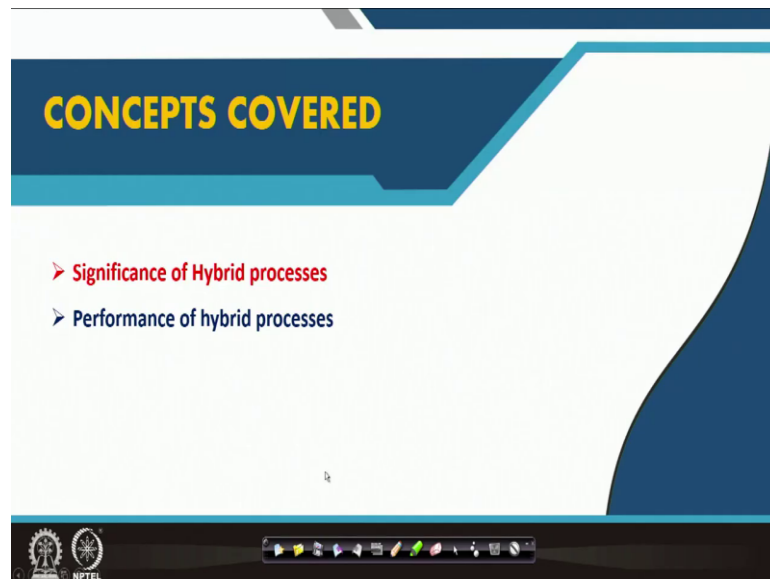 CONCEPTS COVERED
➤ Significance of Hybrid processes
➤ Performance of hybrid processes
NPTEL